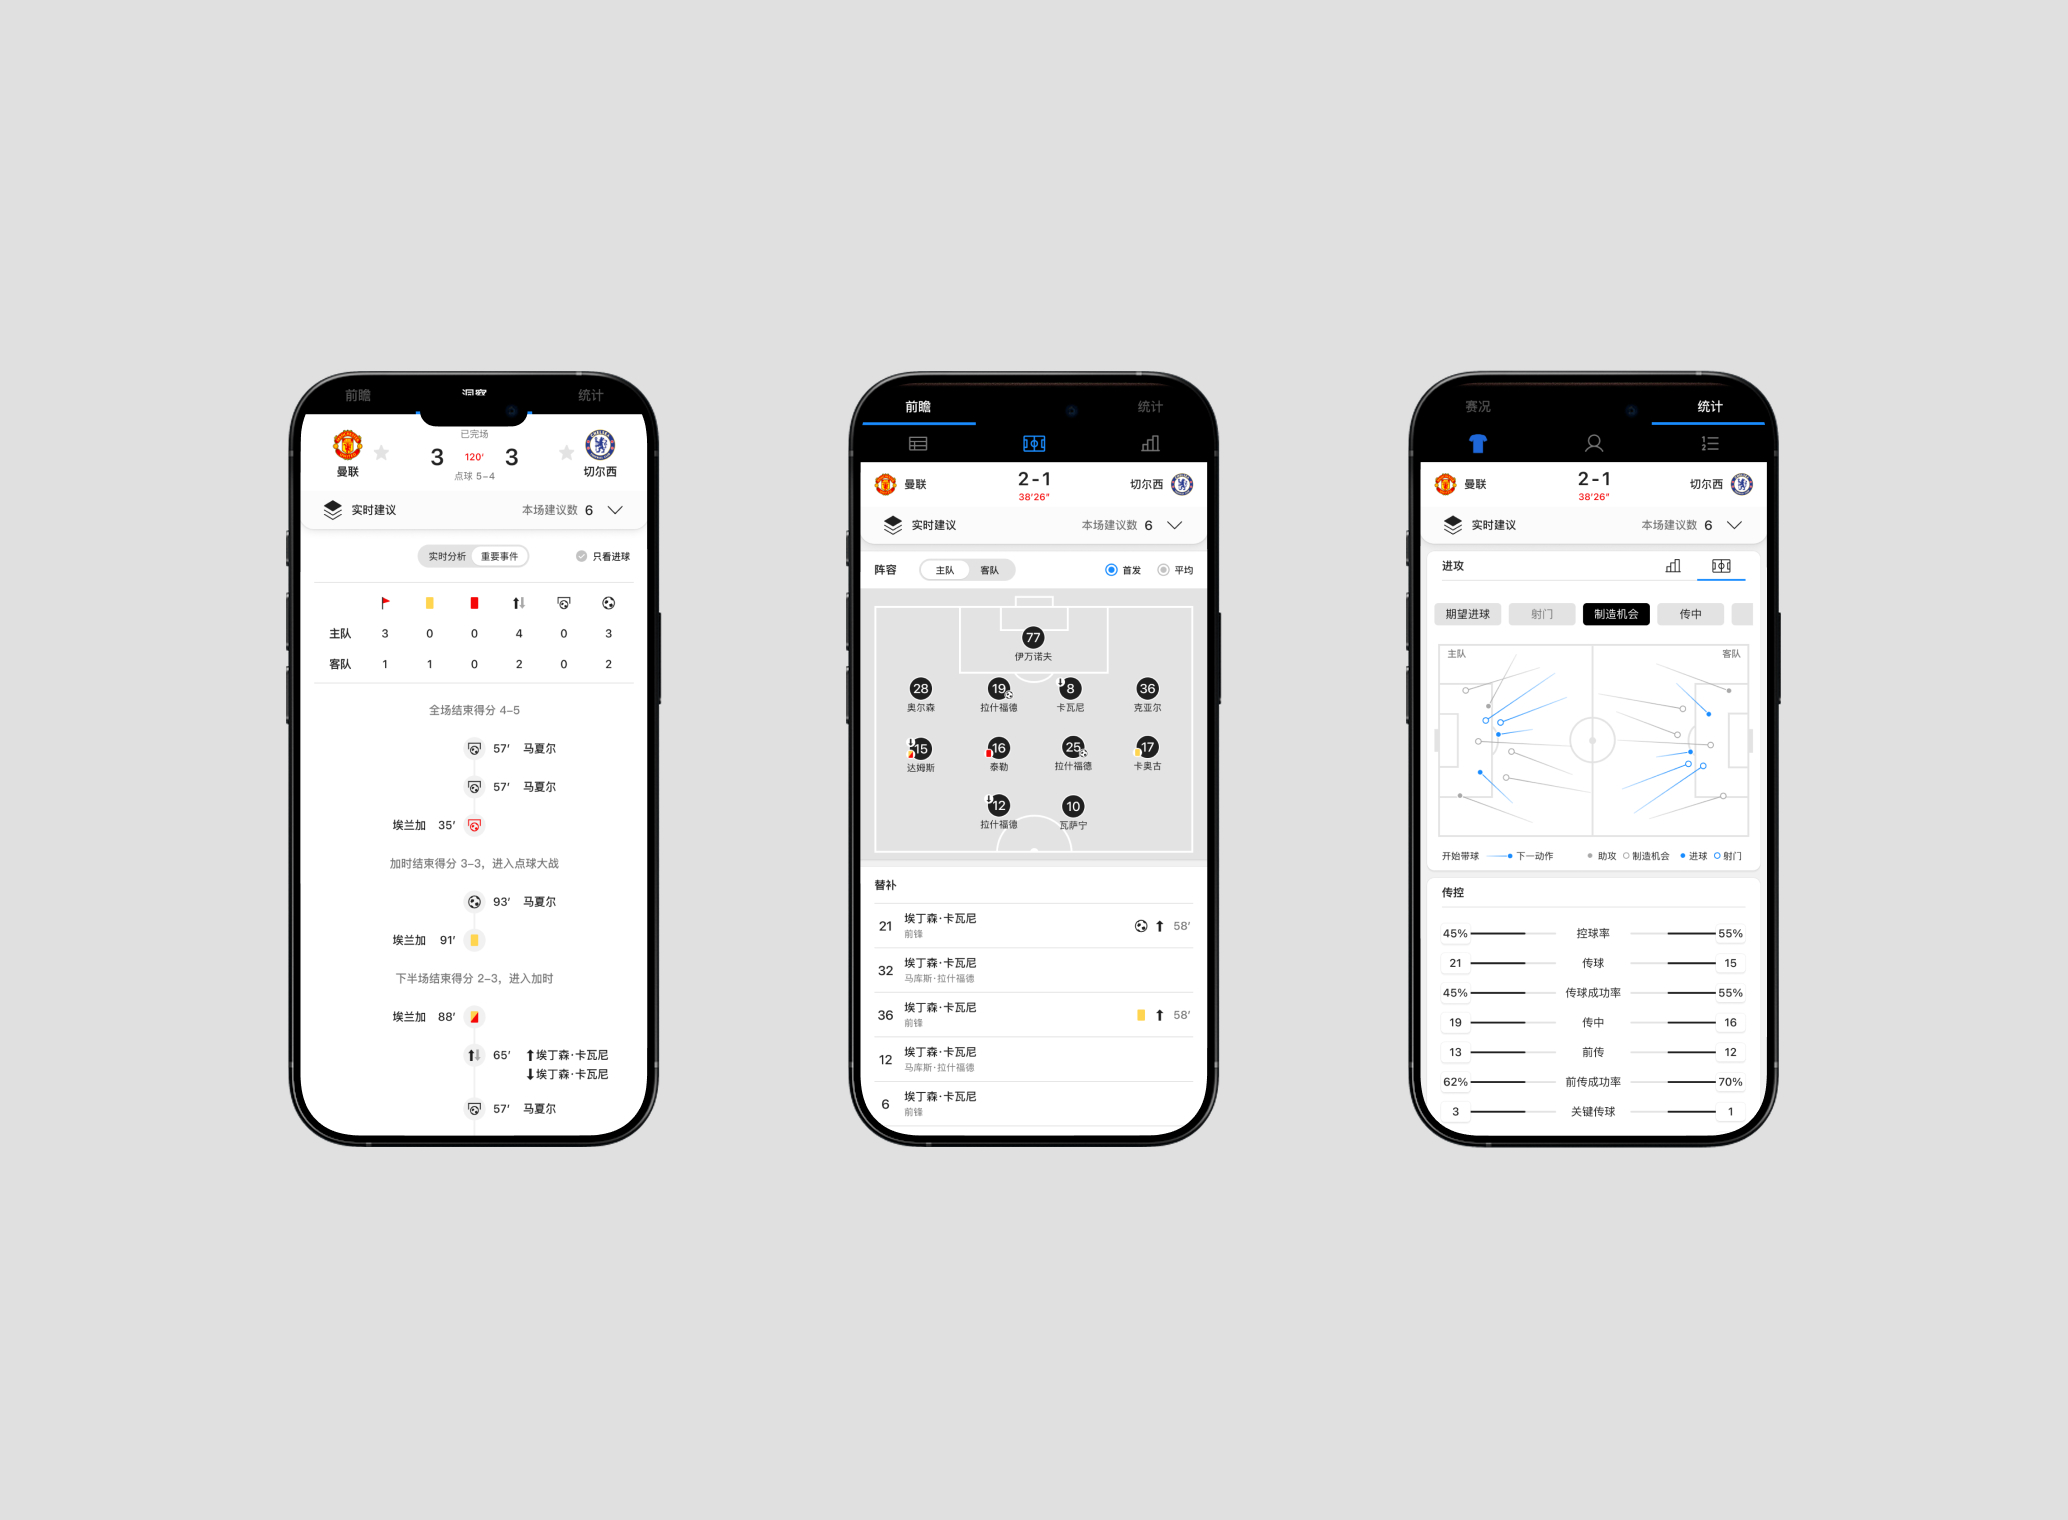 前瞻 洞察 统计
已完场
3 120′ 3
曼联 点球 5-4 切尔西
实时建议 本场建议数 6
实时分析 重要事件 只看进球
主队 3 0 0 4 0 3
客队 1 1 0 2 0 2
全场结束得分 4-5
57′ 马夏尔
57′ 马夏尔
埃兰加 35′
加时结束得分 3-3，进入点球大战
93′ 马夏尔
埃兰加 91′
下半场结束得分 2-3，进入加时
埃兰加 88′
65′ 埃丁森·卡瓦尼
埃丁森·卡瓦尼
57′ 马夏尔
前瞻 统计
曼联 2-1 切尔西
38′26″
实时建议 本场建议数 6
阵容 主队 客队 首发 平均
77
伊万诺夫
28 19 8 36
奥尔森 拉什福德 卡瓦尼 克亚尔
15 16 25 17
达姆斯 泰勒 拉什福德 卡奥古
12 10
拉什福德 瓦萨宁
替补
21 埃丁森·卡瓦尼 58′
前锋
32 埃丁森·卡瓦尼
马库斯·拉什福德
36 埃丁森·卡瓦尼 58′
前锋
12 埃丁森·卡瓦尼
马库斯·拉什福德
6 埃丁森·卡瓦尼
前锋
赛况 统计
1
2
曼联 2-1 切尔西
38′26″
实时建议 本场建议数 6
进攻
期望进球 射门 制造机会 传中
主队 客队
开始带球 下一动作 助攻 制造机会 进球 射门
传控
45% 控球率 55%
21 传球 15
45% 传球成功率 55%
19 传中 16
13 前传 12
62% 前传成功率 70%
3 关键传球 1